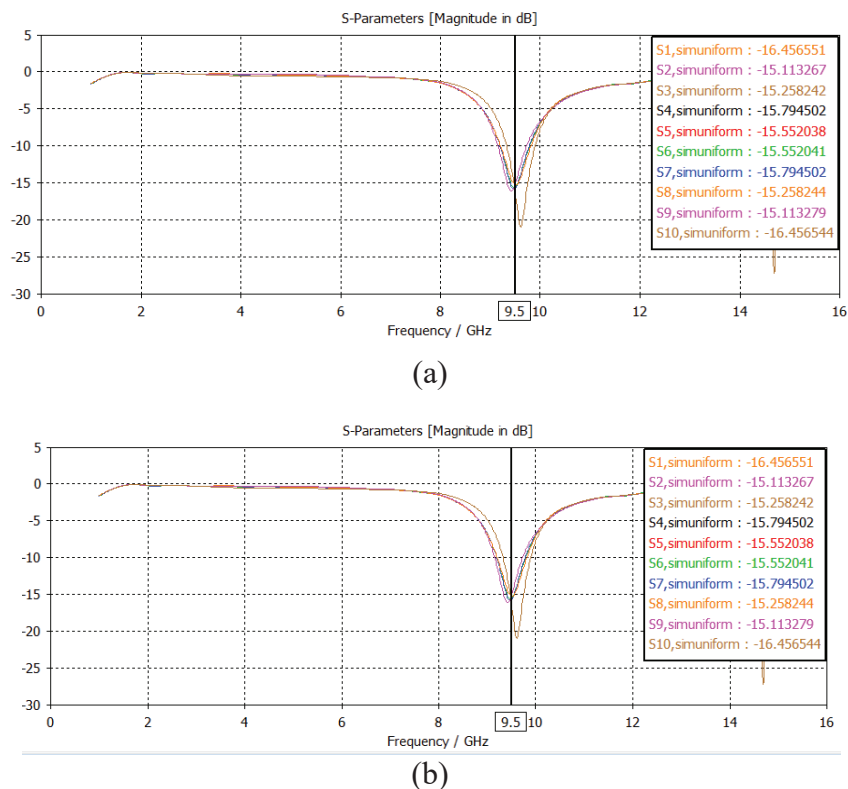 S-Parameters [Magnitude in dB]
5
0
-5
-10
-15
-20
-25
-30
S1,simuniform : -16.456551
S2,simuniform : -15.113267
S3,simuniform : -15.258242
S4,simuniform : -15.794502
S5,simuniform : -15.552038
S6,simuniform : -15.552041
S7,simuniform : -15.794502
S8,simuniform : -15.258244
S9,simuniform : -15.113279
S10,simuniform : -16.456544
0 2 4 6 8 9.5 10 12 14 16
Frequency / GHz
(a)
S-Parameters [Magnitude in dB]
5
0
-5
-10
-15
-20
-25
-30
S1,simuniform : -16.456551
S2,simuniform : -15.113267
S3,simuniform : -15.258242
S4,simuniform : -15.794502
S5,simuniform : -15.552038
S6,simuniform : -15.552041
S7,simuniform : -15.794502
S8,simuniform : -15.258244
S9,simuniform : -15.113279
S10,simuniform : -16.456544
0 2 4 6 8 9.5 10 12 14 16
Frequency / GHz
(b)